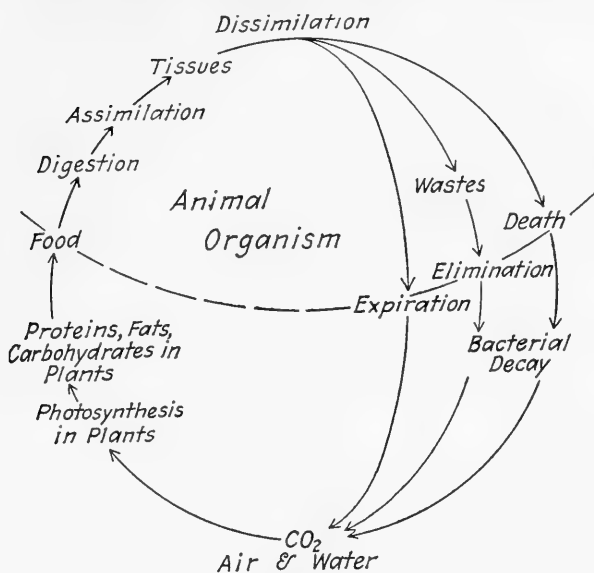 Dissimilation
Tissues
Assimilation
Digestion
Wastes
Animal
Organism
Death
Food
Elimination
Expiration
Proteins, Fats,
Carbohydrates in
Plants
Bacterial
Decay
Photosynthesis
in Plants
CO₂
Air & Water